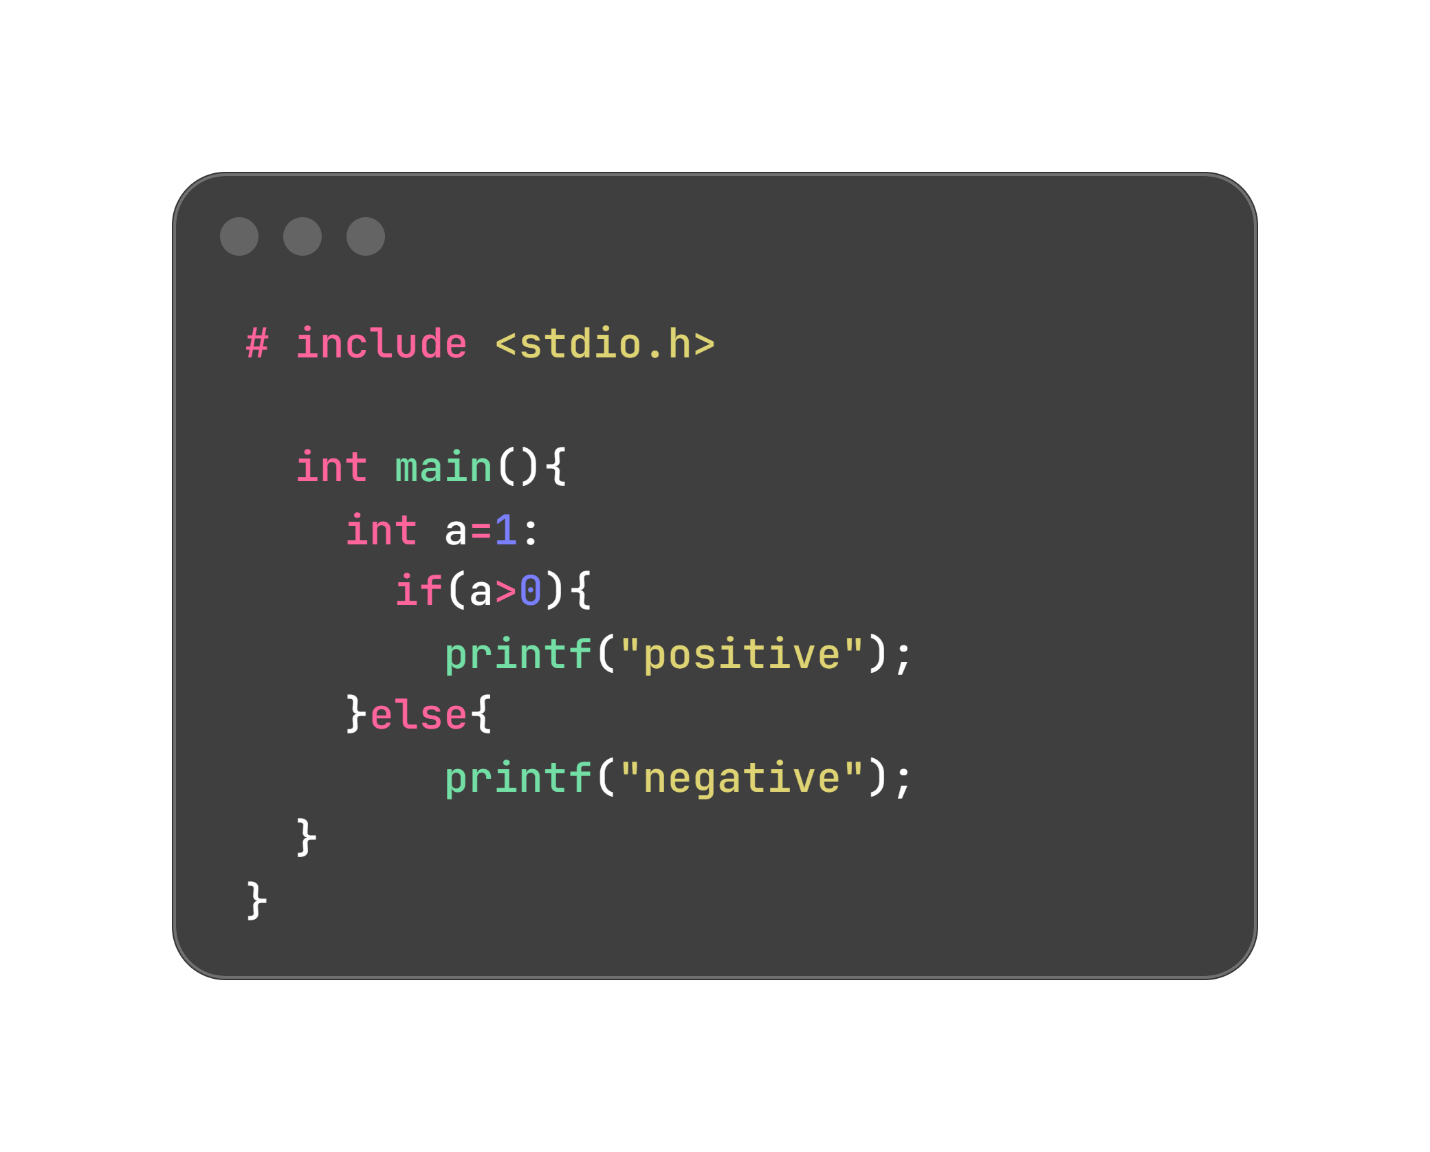 # include <stdio.h>
int main(){
int a=1:
if(a>0){
printf("positive");
}else{
printf("negative");
}
}